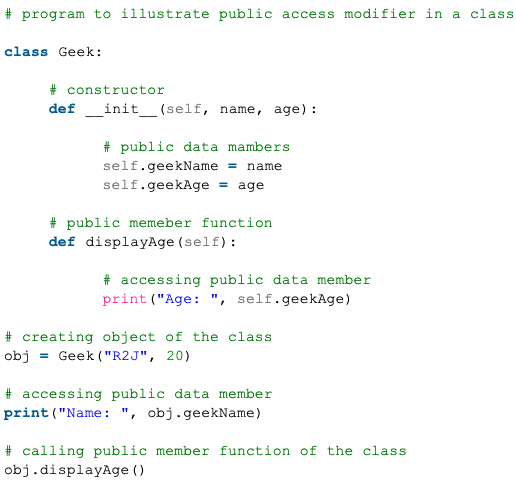 # program to illustrate public access modifier in a class
class Geek:
# constructor
def __init__(self, name, age):
# public data mambers
self.geekName = name
self.geekAge = age
# public memeber function
def displayAge(self):
# accessing public data member
print("Age: ", self.geekAge)
# creating object of the class
obj = Geek("R2J", 20)
# accessing public data member
print("Name: ", obj.geekName)
# calling public member function of the class
obj.displayAge()